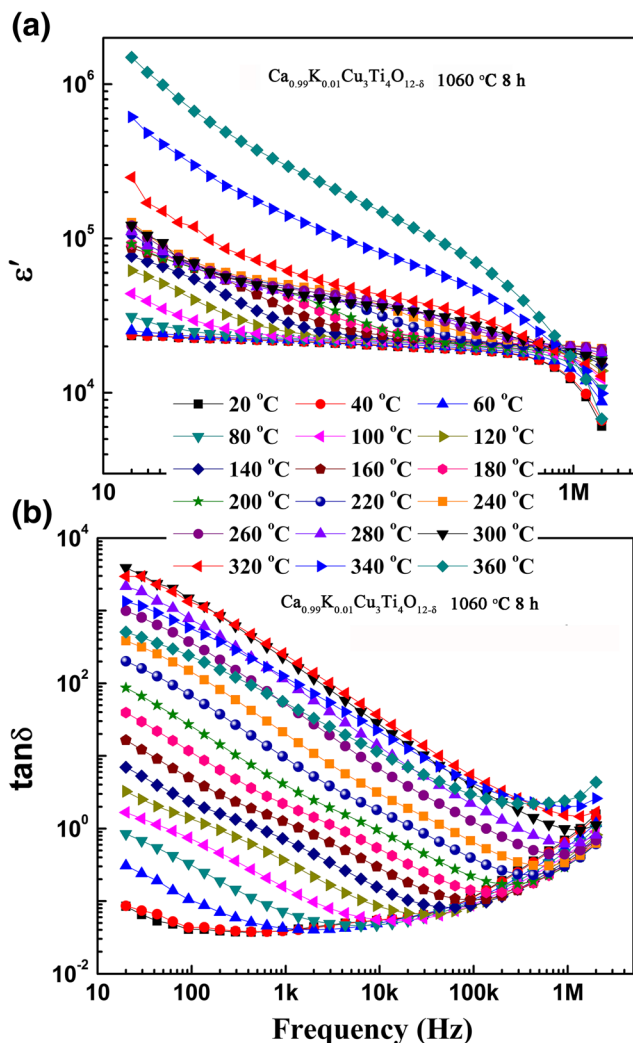 (a)
10⁶
Ca₀.₉₉K₀.₀₁Cu₃Ti₄O₁₂₋δ 1060 °C 8 h
10⁵
ε′
10⁴
10 1M
20 °C 40 °C 60 °C
80 °C 100 °C 120 °C
140 °C 160 °C 180 °C
200 °C 220 °C 240 °C
260 °C 280 °C 300 °C
320 °C 340 °C 360 °C
(b)
10⁴
Ca₀.₉₉K₀.₀₁Cu₃Ti₄O₁₂₋δ 1060 °C 8 h
10²
tanδ
10⁰
10⁻²
10 100 1k 10k 100k 1M
Frequency (Hz)